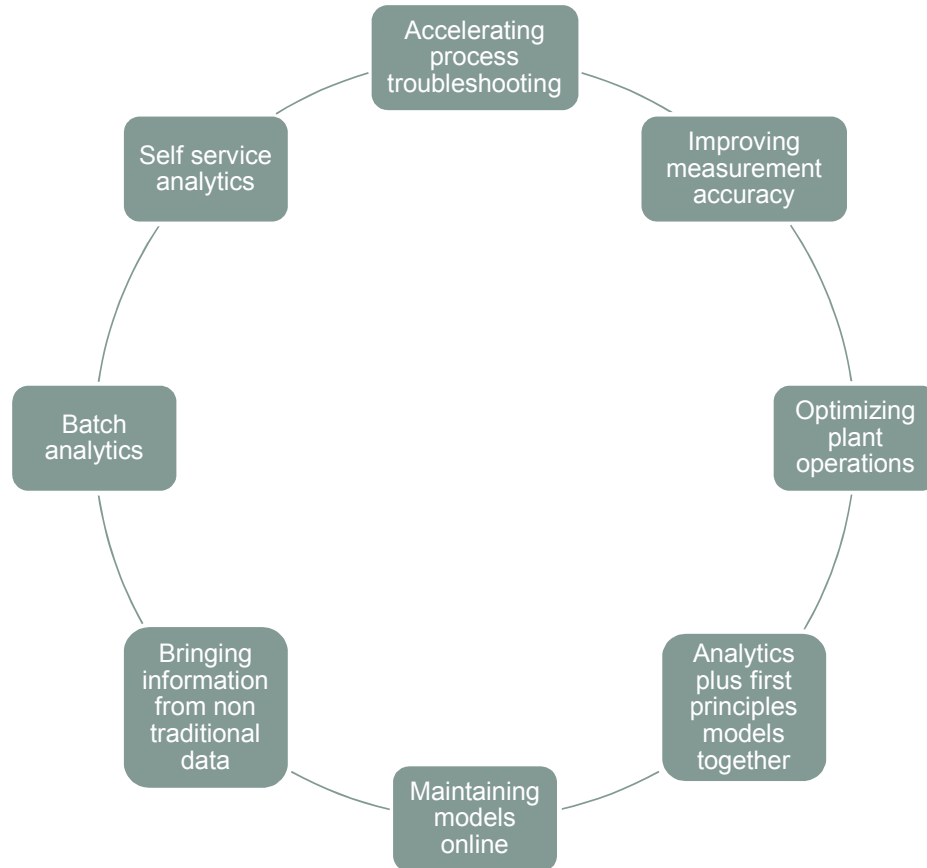 Accelerating
process
troubleshooting
Improving
measurement
accuracy
Optimizing
plant
operations
Analytics
plus first
principles
models
together
Maintaining
models
online
Bringing
information
from non
traditional
data
Batch
analytics
Self service
analytics